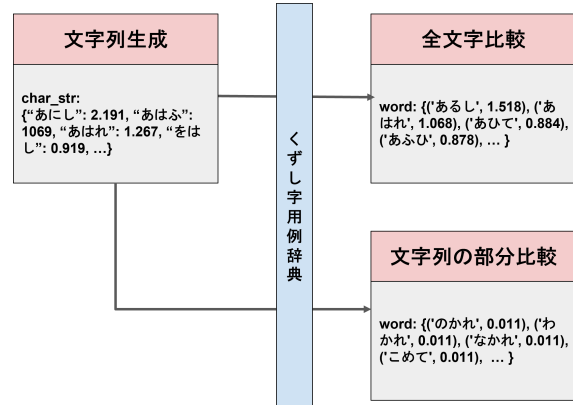 文字列生成
char_str:
{“あにし”: 2.191, “あはふ”:
1069, “あはれ”: 1.267, “をは
し”: 0.919, …}
くずし字用例辞典
全文字比較
word: {('あるし', 1.518), ('あ
はれ', 1.068), ('あひて', 0.884),
('あふひ', 0.878), … }
文字列の部分比較
word: {('のかれ', 0.011), ('わ
かれ', 0.011), ('なかれ', 0.011),
('こめて', 0.011),  … }